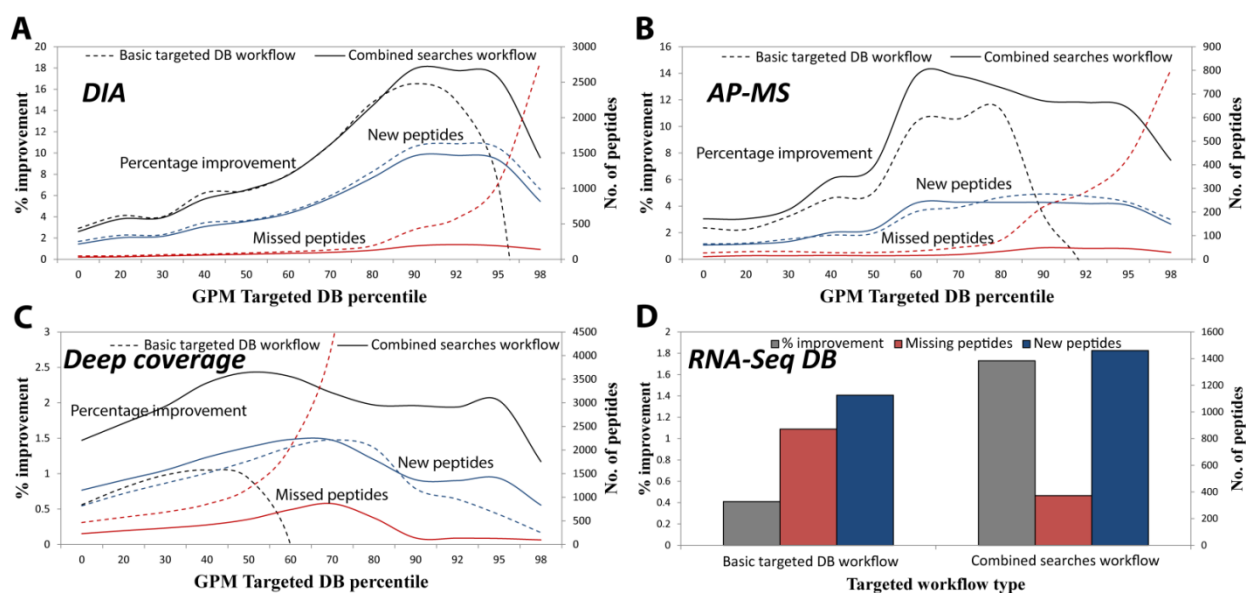 A
Basic targeted DB workflow Combined searches workflow
DIA
% improvement
20
18
16
14
12
10
8
6
4
2
0
3000
2500
2000
1500
1000
500
0
No. of peptides
New peptides
Percentage improvement
Missed peptides
0 20 30 40 50 60 70 80 90 92 95 98
GPM Targeted DB percentile
B
Basic targeted DB workflow Combined searches workflow
AP-MS
% improvement
16
14
12
10
8
6
4
2
0
900
800
700
600
500
400
300
200
100
0
No. of peptides
Percentage improvement
New peptides
Missed peptides
0 20 30 40 50 60 70 80 90 92 95 98
GPM Targeted DB percentile
C
Basic targeted DB workflow Combined searches workflow
Deep coverage
% improvement
3
2.5
2
1.5
1
0.5
0
4500
4000
3500
3000
2500
2000
1500
1000
500
0
No. of peptides
Percentage improvement
New peptides
Missed peptides
0 20 30 40 50 60 70 80 90 92 95 98
GPM Targeted DB percentile
D
% improvement Missing peptides New peptides
RNA-Seq DB
% improvement
2
1.8
1.6
1.4
1.2
1
0.8
0.6
0.4
0.2
0
1600
1400
1200
1000
800
600
400
200
0
No. of peptides
Basic targeted DB workflow Combined searches workflow
Targeted workflow type